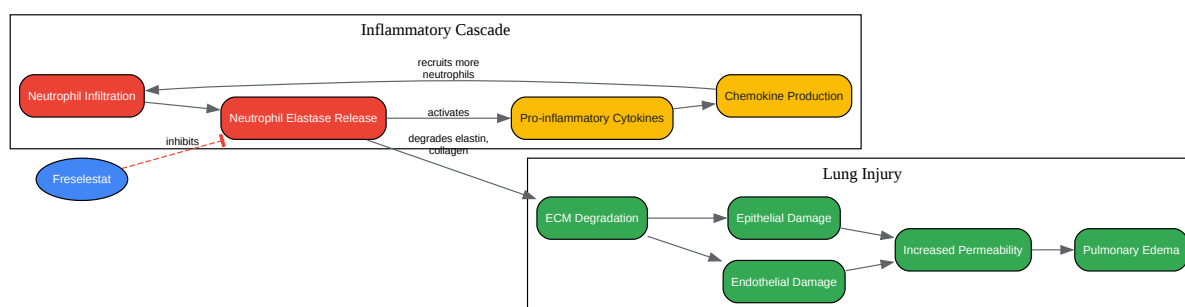 Inflammatory Cascade
recruits more
neutrophils
Neutrophil Infiltration
Chemokine Production
Neutrophil Elastase Release
activates
Pro-inflammatory Cytokines
inhibits
degrades elastin,
collagen
Freselestat
Lung Injury
ECM Degradation
Epithelial Damage
Increased Permeability
Pulmonary Edema
Endothelial Damage